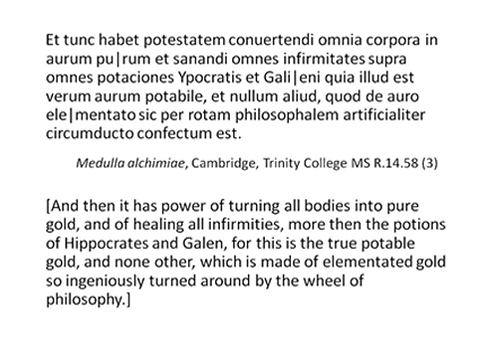 Et tunc habet potestatem conuertendi omnia corpora in
aurum pu|rum et sanandi omnes infirmitates supra
omnes potaciones Ypocratis et Gali|eni quia illud est
verum aurum potabile, et nullum aliud, quod de auro
ele|mentato sic per rotam philosophalem artificialiter
circumducto confectum est.
Medulla alchimiae, Cambridge, Trinity College MS R.14.58 (3)
[And then it has power of turning all bodies into pure
gold, and of healing all infirmities, more then the potions
of Hippocrates and Galen, for this is the true potable
gold, and none other, which is made of elementated gold
so ingeniously turned around by the wheel of
philosophy.]